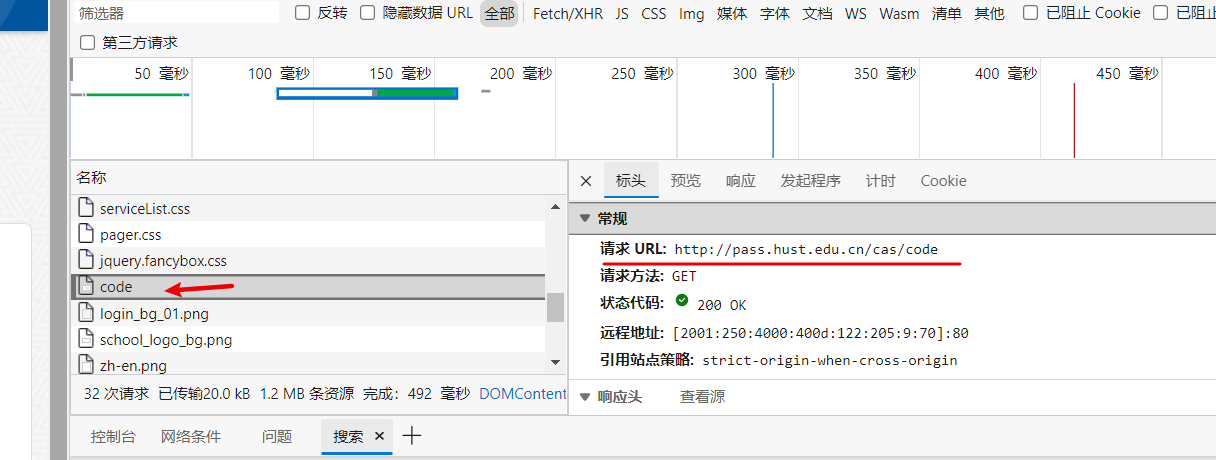 筛选器 反转 隐藏数据 URL 全部 Fetch/XHR JS CSS Img 媒体 字体 文档 WS Wasm 清单 其他 已阻止 Cookie 已阻
第三方请求
50 毫秒 100 毫秒 150 毫秒 200 毫秒 250 毫秒 300 毫秒 350 毫秒 400 毫秒 450 毫秒
名称
serviceList.css
pager.css
jquery.fancybox.css
code
login_bg_01.png
school_logo_bg.png
zh-en.png
32 次请求 已传输20.0 kB 1.2 MB 条资源 完成：492 毫秒 DOMContent
× 标头 预览 响应 发起程序 计时 Cookie
常规
请求 URL: http://pass.hust.edu.cn/cas/code
请求方法: GET
状态代码: 200 OK
远程地址: [2001:250:4000:400d:122:205:9:70]:80
引用站点策略: strict-origin-when-cross-origin
响应头 查看源
控制台 网络条件 问题 搜索 × +